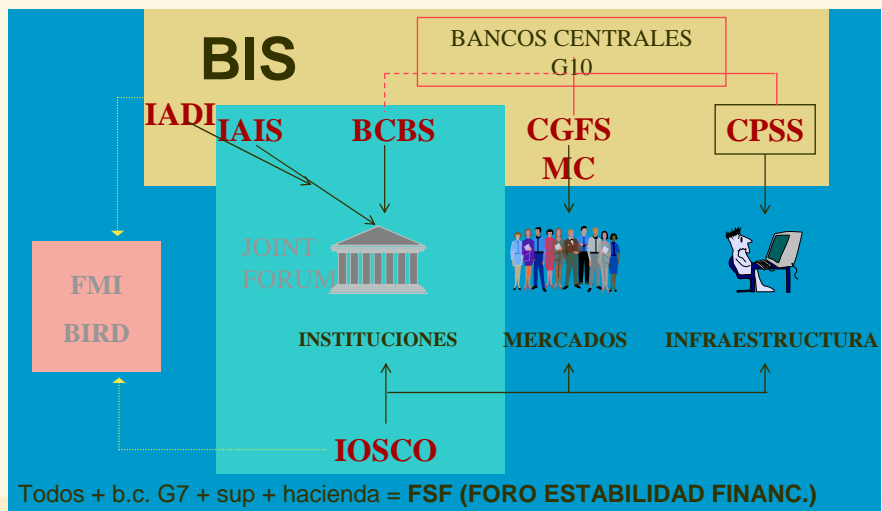 BIS
BANCOS CENTRALES
G10
IADI
IAIS
BCBS
CGFS
MC
CPSS
JOINT
FORUM
FMI
BIRD
INSTITUCIONES
MERCADOS
INFRAESTRUCTURA
IOSCO
Todos + b.c. G7 + sup + hacienda = FSF (FORO ESTABILIDAD FINANC.)